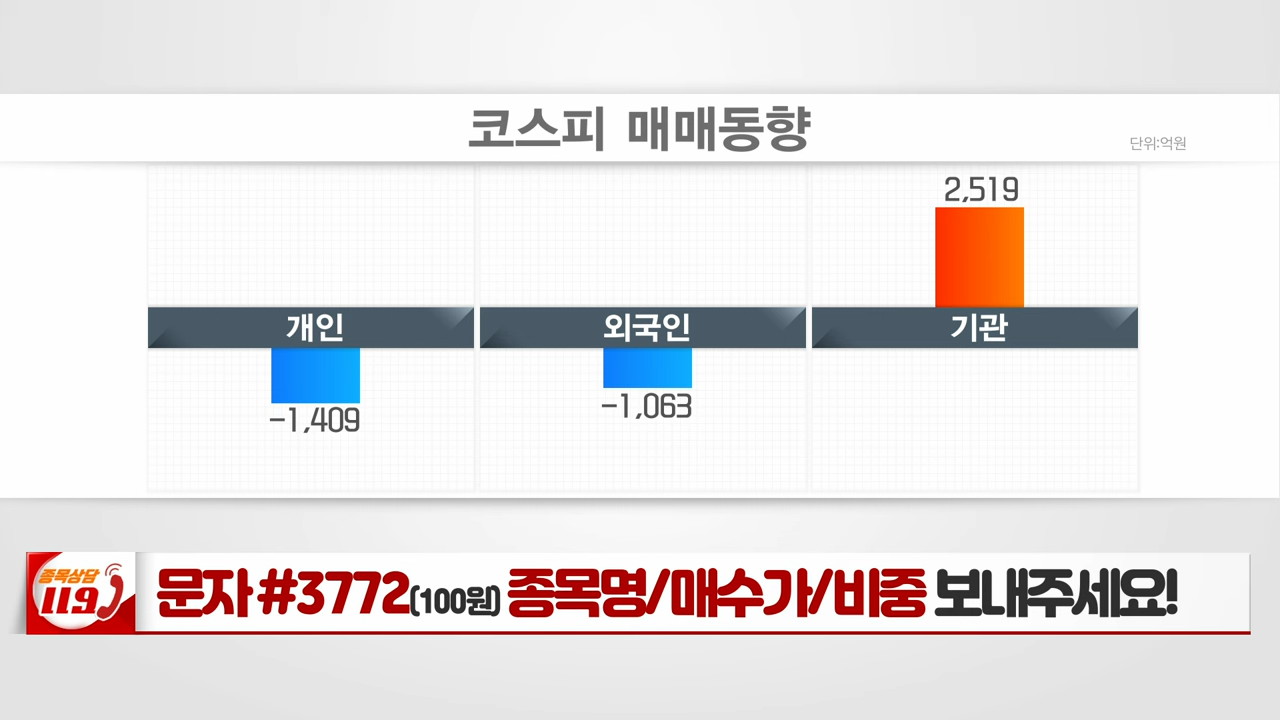 코스피 매매동향
단위:억원
2,519
개인
외국인
기관
-1,409
-1,063
종목상담
119
문자 #3772(100원) 종목명/매수가/비중 보내주세요!